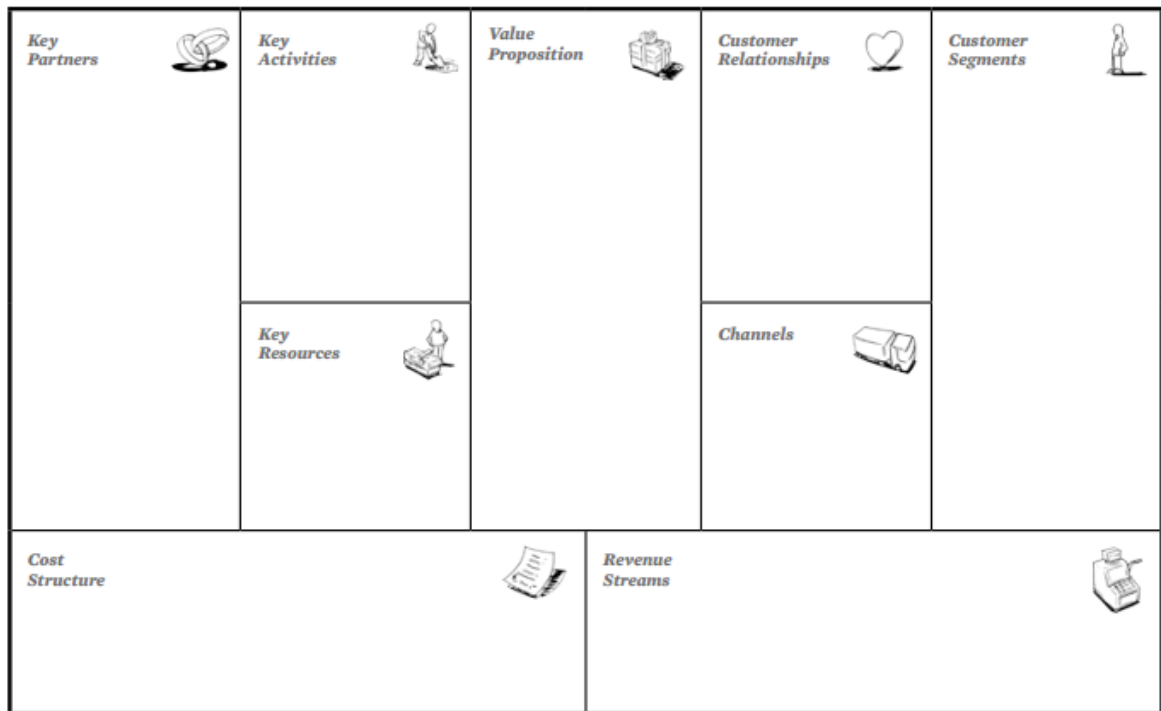 Key
Partners
Key
Activities
Value
Proposition
Customer
Relationships
Customer
Segments
Key
Resources
Channels
Cost
Structure
Revenue
Streams